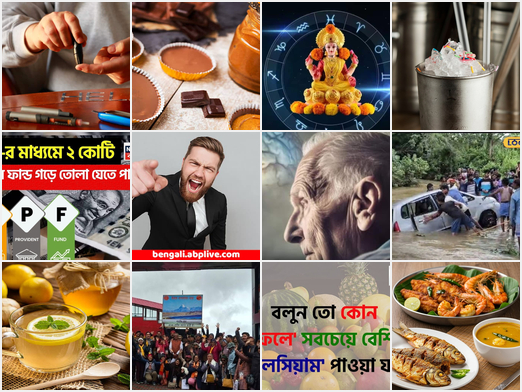 -র মাধ্যমে ২ কোটি
ফান্ড গড়ে তোলা যেতে পা
P F
PROVIDENT FUND
bengali.abplive.com
LOC
বলুন তো কোন
ফলে' সবচেয়ে বেশি
লসিয়াম' পাওয়া য